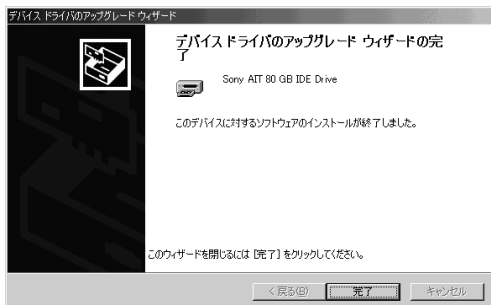 デバイス ドライバのアップグレード ウィザード
デバイス ドライバのアップグレード ウィザードの完
了
Sony AIT 80 GB IDE Drive
このデバイスに対するソフトウェアのインストールが終了しました。
このウィザードを閉じるには [完了] をクリックしてください。
< 戻る(B)
完了
キャンセル